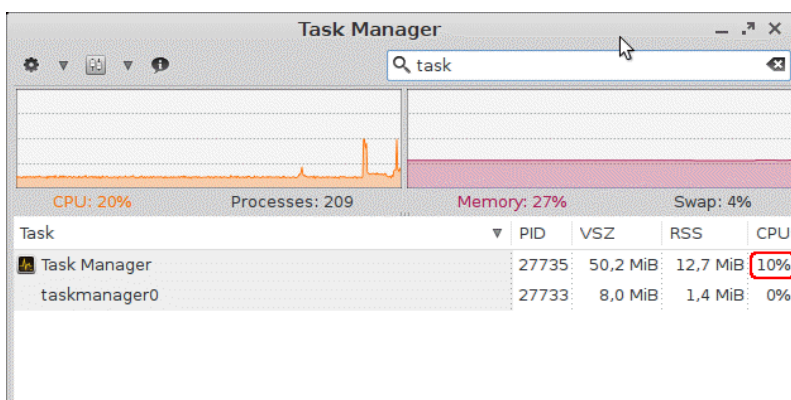 Task Manager
task
CPU: 20% Processes: 209 Memory: 27% Swap: 4%
Task PID VSZ RSS CPU
Task Manager 27735 50,2 MiB 12,7 MiB 10%
taskmanager0 27733 8,0 MiB 1,4 MiB 0%